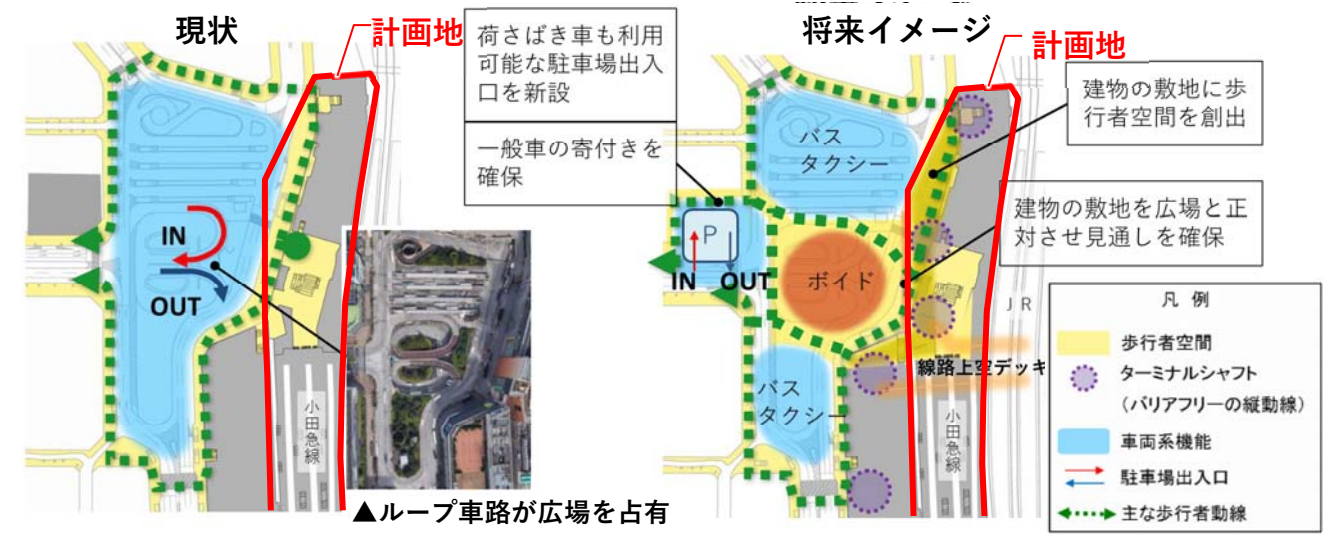 現状
計画地
荷さばき車も利用
可能な駐車場出入
口を新設
一般車の寄付きを
確保
IN
OUT
小田急線
▲ループ車路が広場を占有
将来イメージ
計画地
建物の敷地に歩
行者空間を創出
建物の敷地を広場と正
対させ見通しを確保
バス
タクシー
P
IN
OUT
ボイド
JR
線路上空デッキ
バス
タクシー
小田急線
凡例
歩行者空間
ターミナルシャフト
（バリアフリーの縦動線）
車両系機能
駐車場出入口
主な歩行者動線